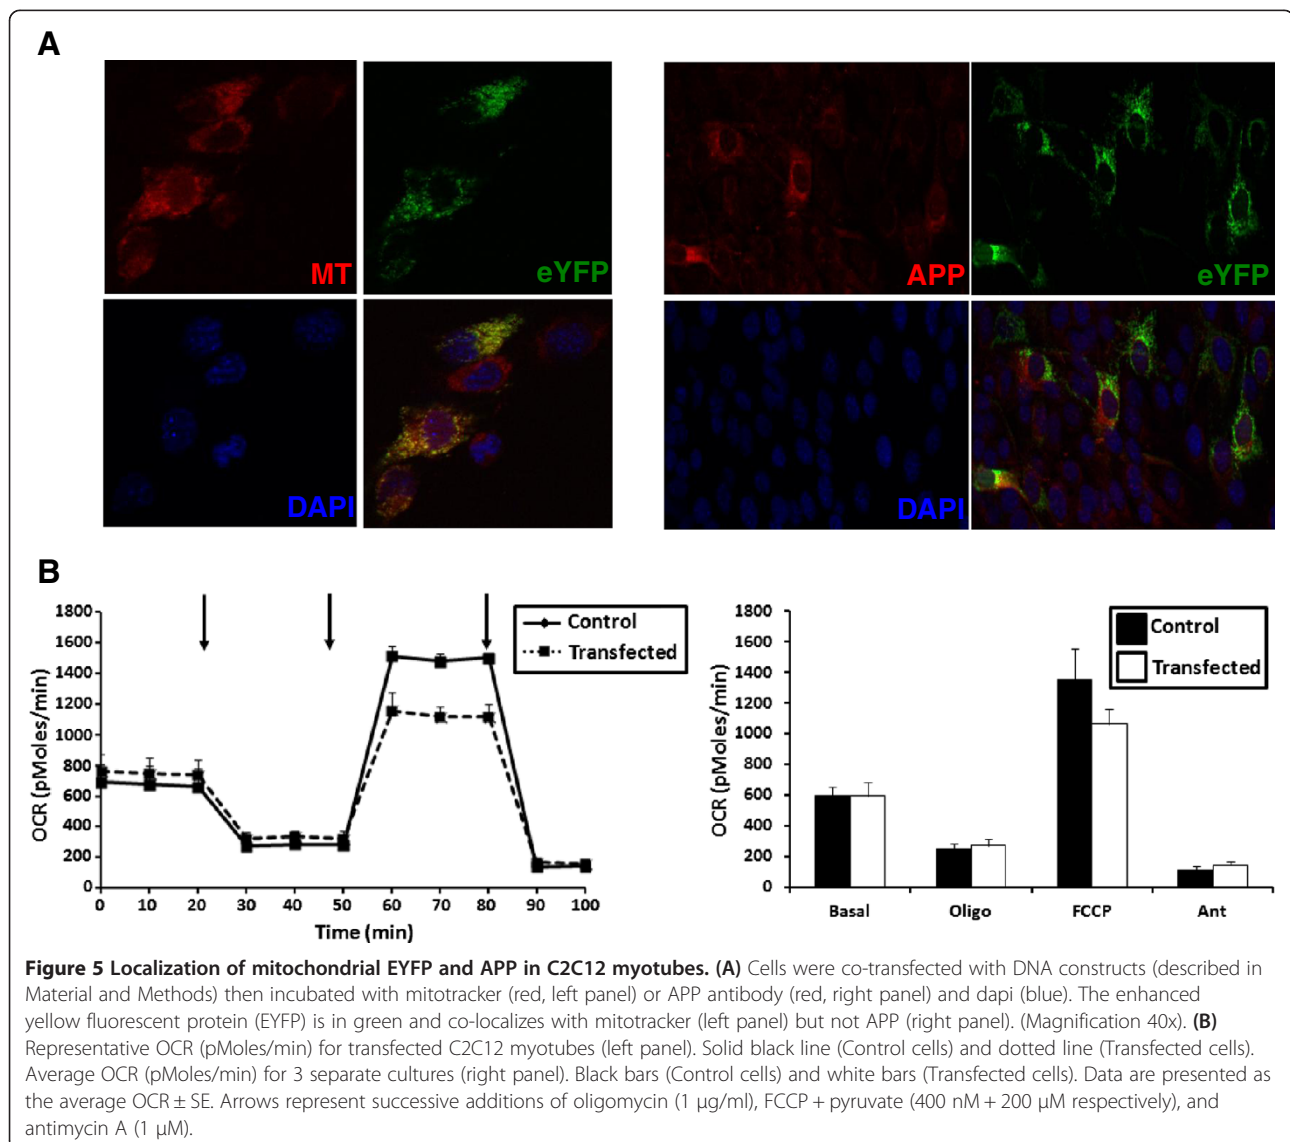 A
MT
eYFP
DAPI
APP
eYFP
DAPI
B
OCR (pMoles/min)
1800
1600
1400
1200
1000
800
600
400
200
0
0 10 20 30 40 50 60 70 80 90 100
Time (min)
Control
Transfected
OCR (pMoles/min)
1800
1600
1400
1200
1000
800
600
400
200
0
Basal Oligo FCCP Ant
Control
Transfected
Figure 5 Localization of mitochondrial EYFP and APP in C2C12 myotubes. (A) Cells were co-transfected with DNA constructs (described in
Material and Methods) then incubated with mitotracker (red, left panel) or APP antibody (red, right panel) and dapi (blue). The enhanced
yellow fluorescent protein (EYFP) is in green and co-localizes with mitotracker (left panel) but not APP (right panel). (Magnification 40x). (B)
Representative OCR (pMoles/min) for transfected C2C12 myotubes (left panel). Solid black line (Control cells) and dotted line (Transfected cells).
Average OCR (pMoles/min) for 3 separate cultures (right panel). Black bars (Control cells) and white bars (Transfected cells). Data are presented as
the average OCR ± SE. Arrows represent successive additions of oligomycin (1 μg/ml), FCCP + pyruvate (400 nM + 200 μM respectively), and
antimycin A (1 μM).